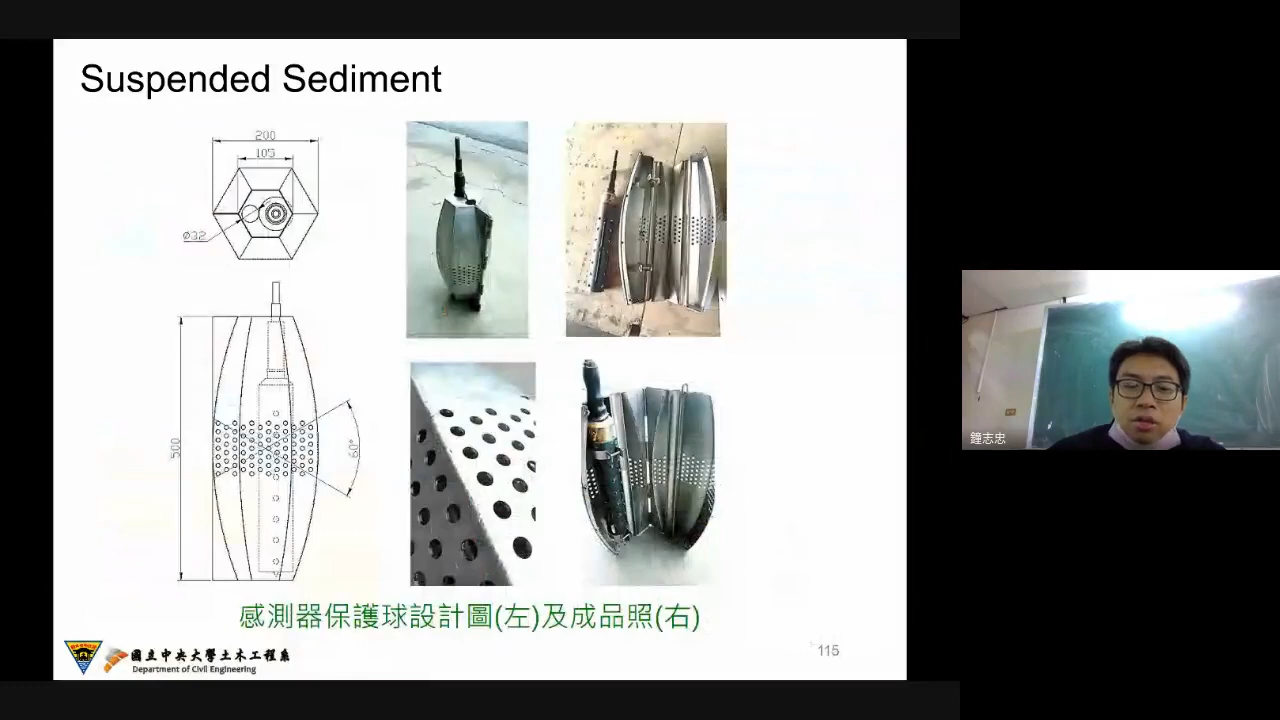 Suspended Sediment
200
105
Ø32
500
60°
感測器保護球設計圖(左)及成品照(右)
國立中央大學土木工程系
Department of Civil Engineering
115
鐘志忠